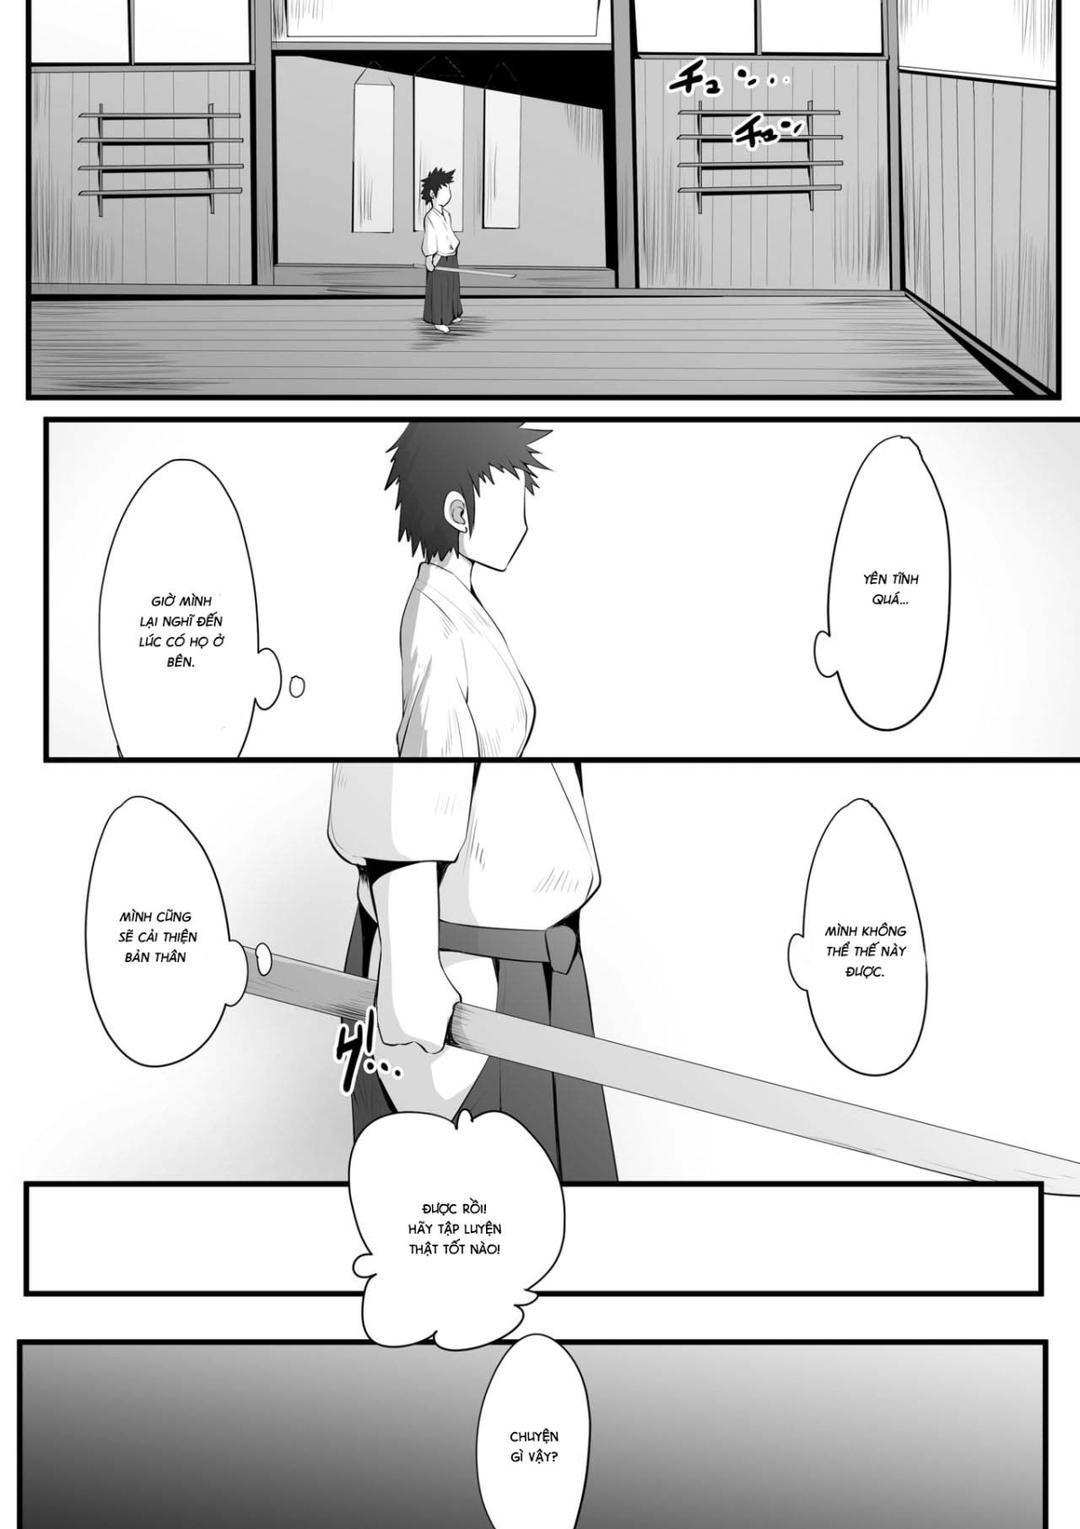 チュン...
チュン
YÊN TĨNH
QUÁ...
GIỜ MÌNH
LẠI NGHĨ ĐẾN
LÚC CÓ HỌ Ở
BÊN.
MÌNH KHÔNG
THỂ THẾ NÀY
ĐƯỢC.
MÌNH CŨNG
SẼ CẢI THIỆN
BẢN THÂN
グ!...
ĐƯỢC RỒI!
HÃY TẬP LUYỆN
THẬT TỐT NÀO!
CHUYỆN
GÌ VẬY?